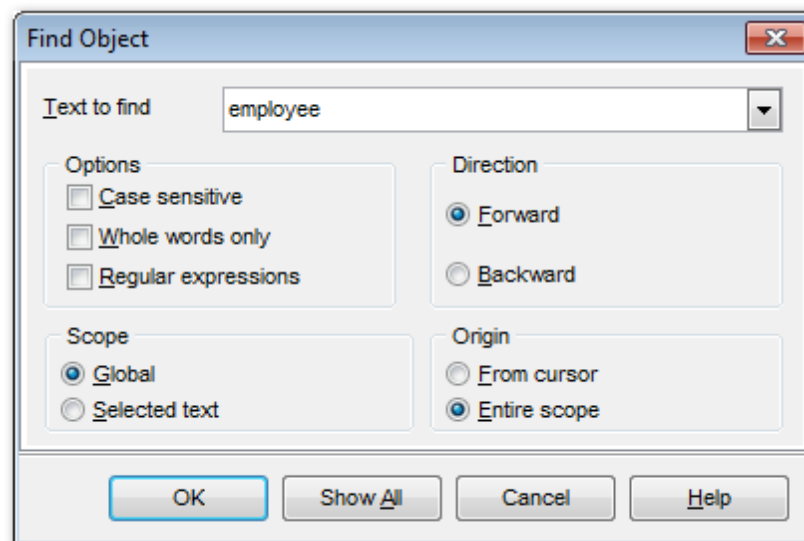 Find Object
Text to find
employee
Options
Case sensitive
Whole words only
Regular expressions
Direction
Forward
Backward
Scope
Global
Selected text
Origin
From cursor
Entire scope
OK
Show All
Cancel
Help